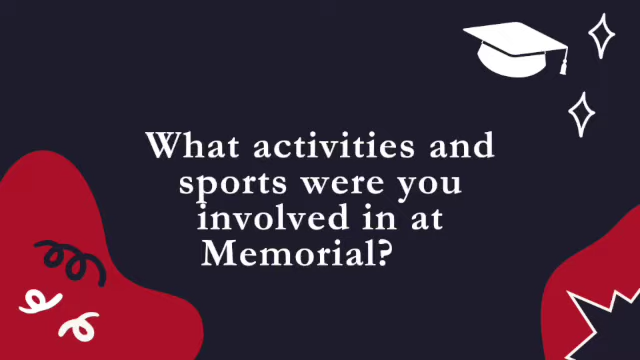 What activities and
sports were you
involved in at
Memorial?